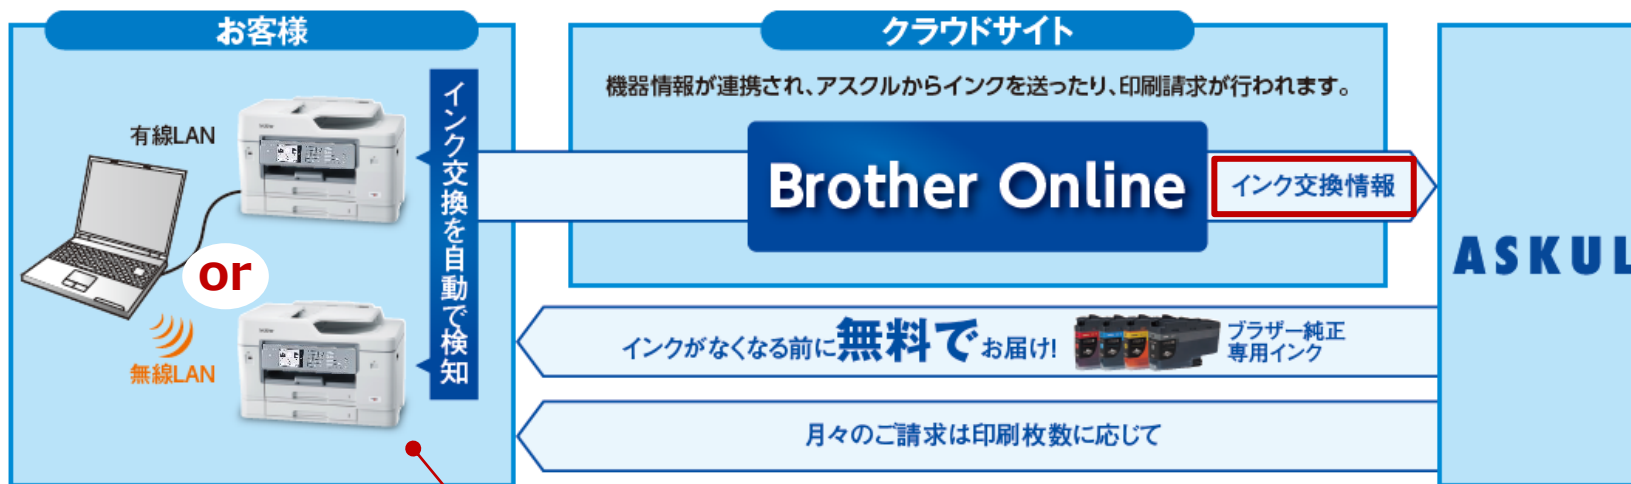 お客様
有線LAN
or
無線LAN
インク交換を自動で検知
クラウドサイト
機器情報が連携され、アスクルからインクを送ったり、印刷請求が行われます。
Brother Online
インク交換情報
ASKUL
インクがなくなる前に無料でお届け!
ブラザー純正
専用インク
月々のご請求は印刷枚数に応じて